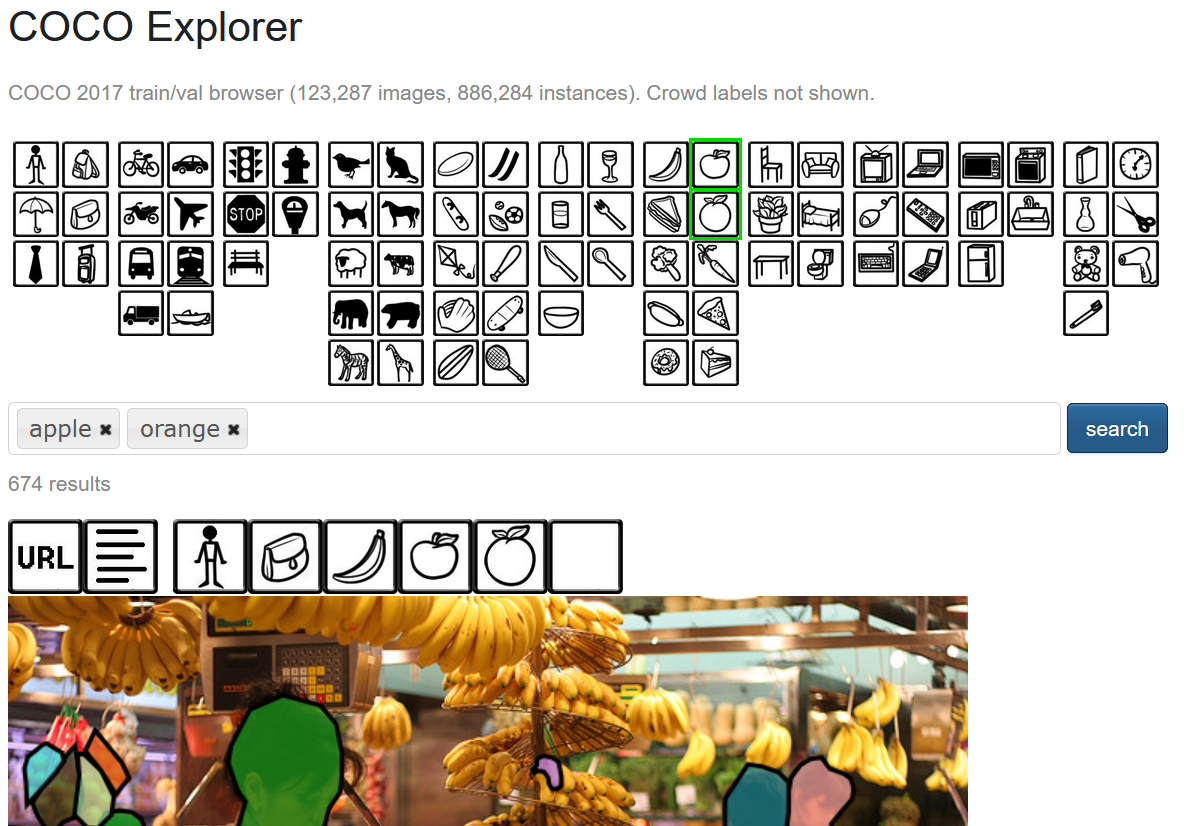 COCO Explorer
COCO 2017 train/val browser (123,287 images, 886,284 instances). Crowd labels not shown.
STOP
apple ✖ orange ✖
search
674 results
URL